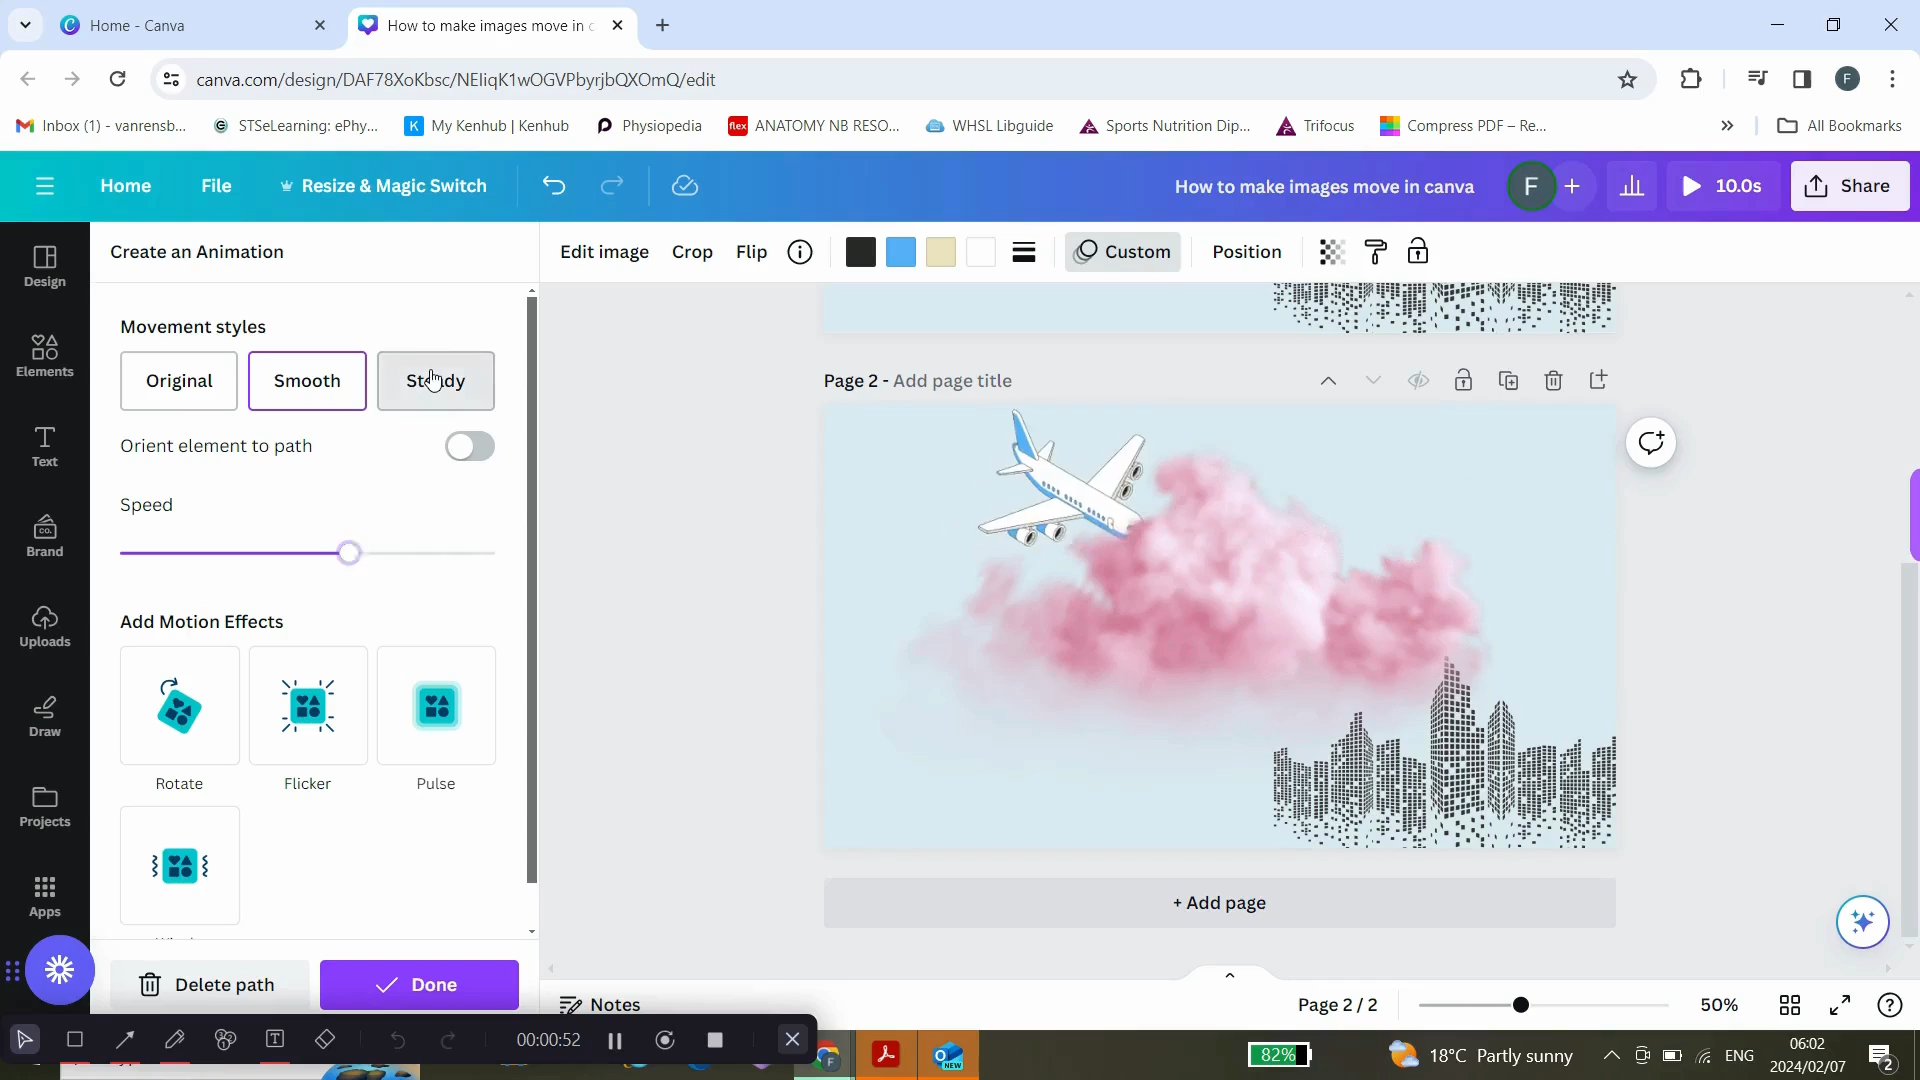 Home - Canva
How to make images move in c
canva.com/design/DAF78XoKbsc/NEIiqK1wOGVPbyrjbQXOmQ/edit
Inbox (1) - vanrensb...
STSeLearning: ePhy...
K
My Kenhub | Kenhub
Physiopedia
flex
ANATOMY NB RESO...
WHSL Libguide
Sports Nutrition Dip...
Trifocus
Compress PDF – Re...
All Bookmarks
F
Home
File
Resize & Magic Switch
How to make images move in canva
F
10.0s
Share
Create an Animation
Edit image
Crop
Flip
Custom
Position
Design
Elements
Text
Brand
Uploads
Draw
Projects
Apps
Movement styles
Original
Smooth
Steady
Orient element to path
Speed
Add Motion Effects
Rotate
Flicker
Pulse
Delete path
Done
Page 2 - Add page title
+ Add page
Notes
Page 2 / 2
50%
00:00:52
NEW
82%
18°C Partly sunny
ENG
06:02
2024/02/07
2